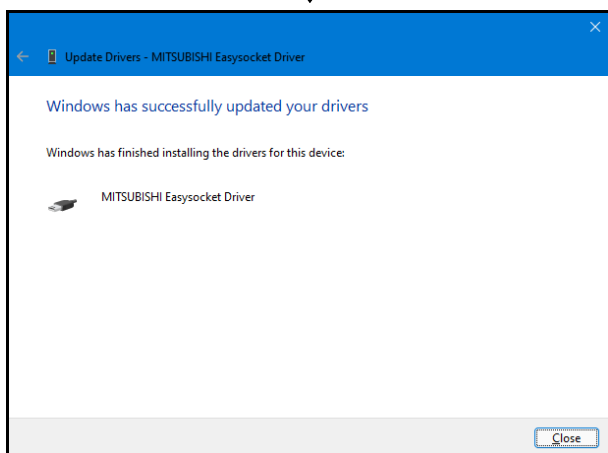 Update Drivers - MITSUBISHI Easysocket Driver
Windows has successfully updated your drivers
Windows has finished installing the drivers for this device:
MITSUBISHI Easysocket Driver
Close